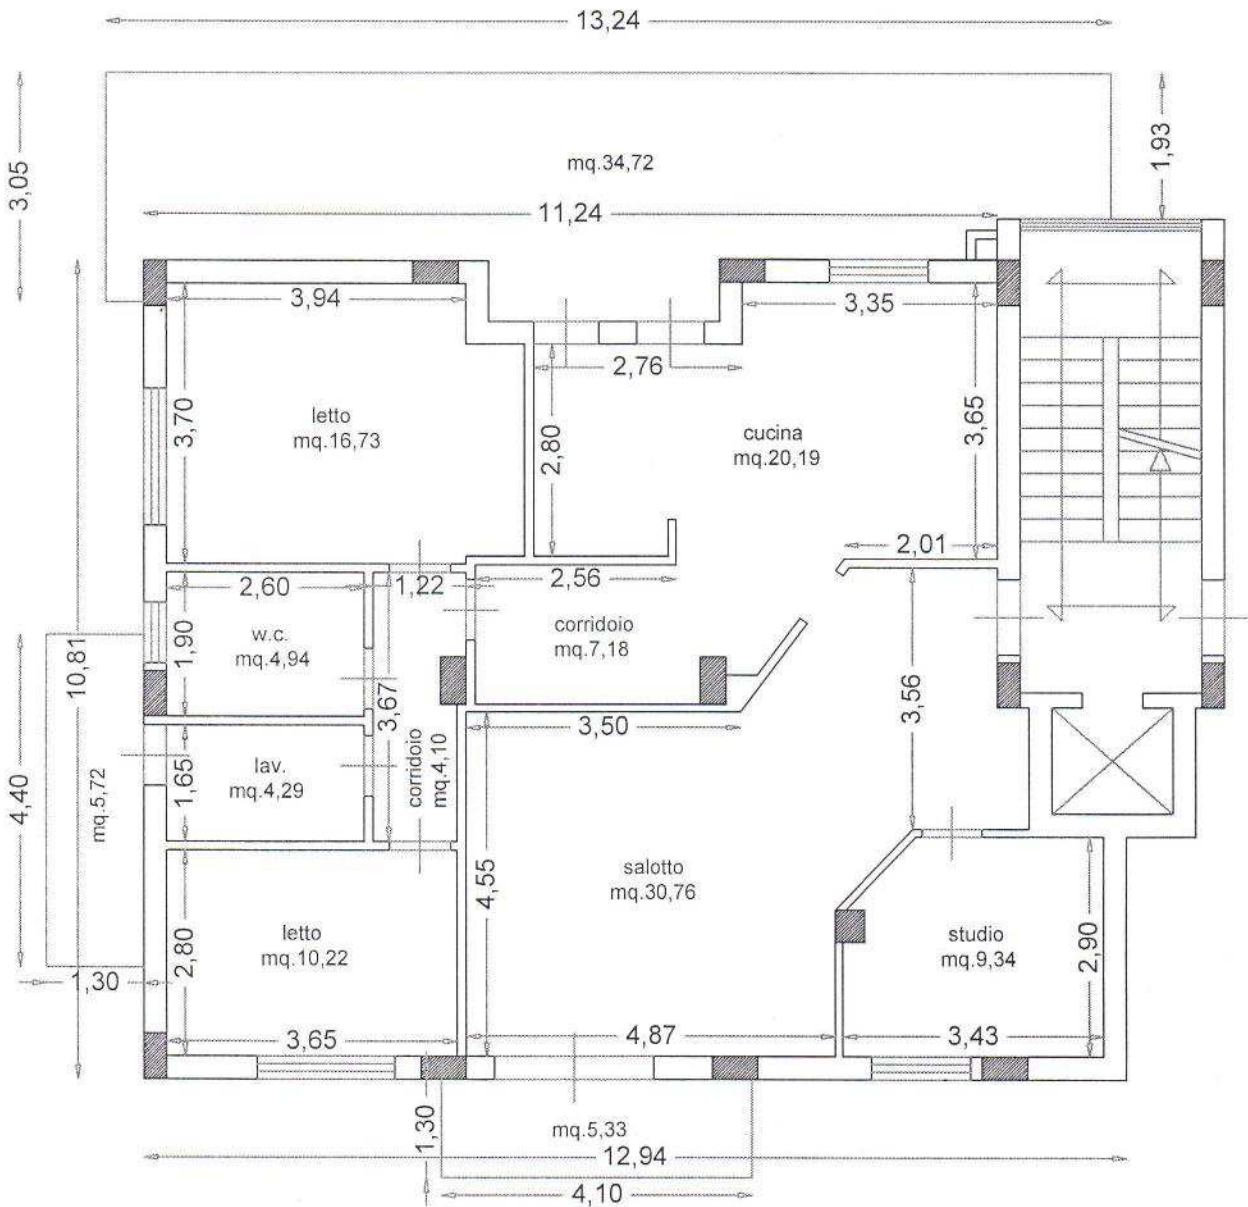 13,24
3,05
1,93
mq.34,72
11,24
3,94
3,35
2,76
3,70
letto
mq.16,73
2,80
cucina
mq.20,19
3,65
2,01
2,60
1,22
2,56
1,90
w.c.
mq.4,94
corridoio
mq.7,18
10,81
3,67
3,56
3,50
4,40
mq.5,72
1,65
lav.
mq.4,29
corridoio
mq.4,10
4,55
salotto
mq.30,76
2,80
letto
mq.10,22
studio
mq.9,34
2,90
1,30
3,65
4,87
3,43
1,30
mq.5,33
12,94
4,10